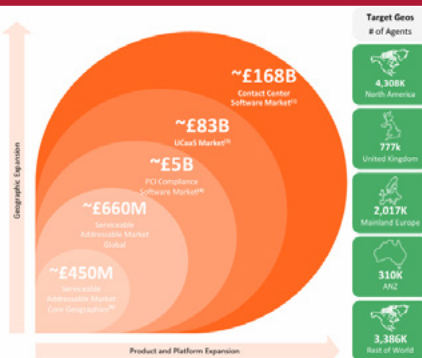 Target Geos
# of Agents
~£168B
Contact Center
Software Market
4,308K
North America
~£83B
UCaaS Market
777k
United Kingdom
~£5B
PCI Compliance
Software Market
2,017K
Mainland Europe
~£660M
Serviceable
Addressable Market
Global
310K
ANZ
~£450M
Serviceable
Addressable Market
Core Geographies
3,386K
Rest of World
Geographic Expansion
Product and Platform Expansion